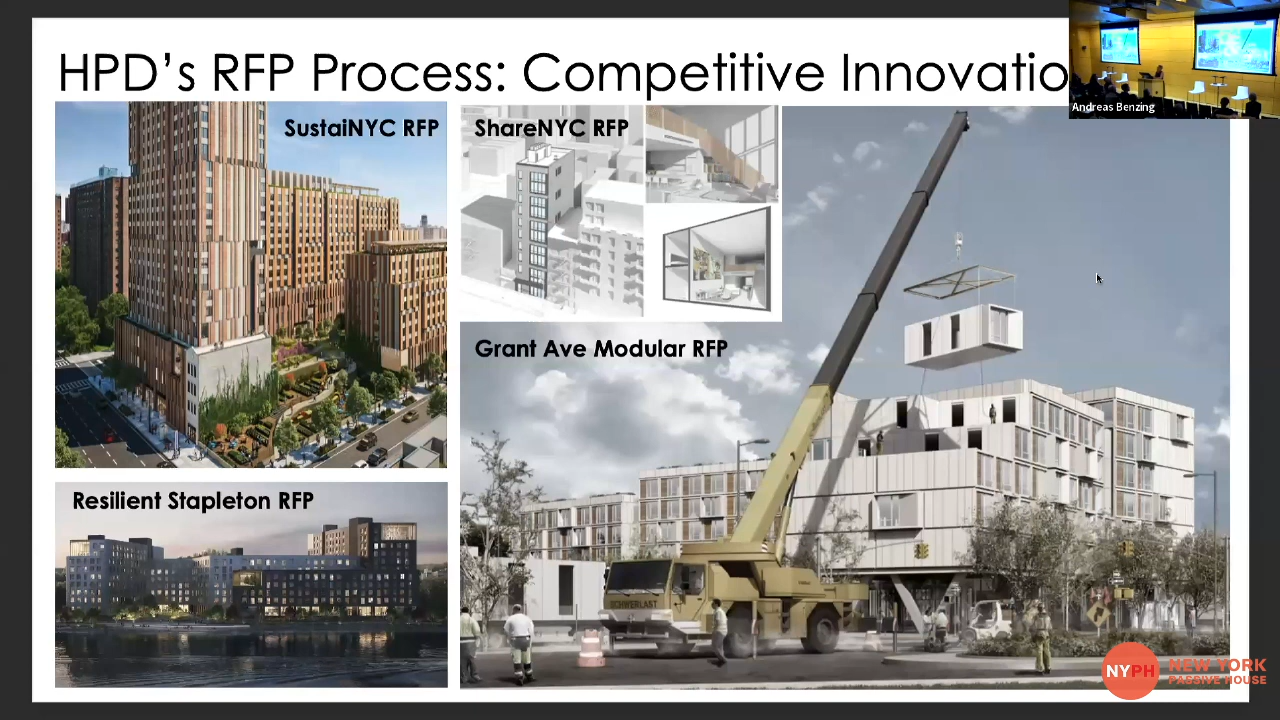 HPD's RFP Process: Competitive Innovatio
Andreas Benzing
SustaiNYC RFP
ShareNYC RFP
Grant Ave Modular RFP
Resilient Stapleton RFP
SCHWERLAST
NYPH NEW YORK
PASSIVE HOUSE